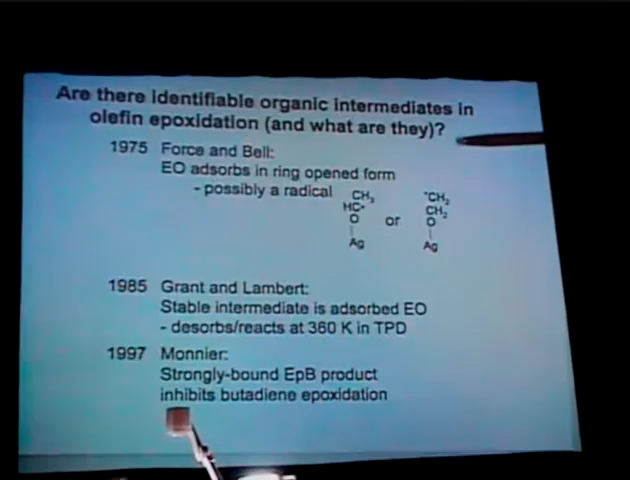 Are there identifiable organic intermediates in
olefin epoxidation (and what are they)?
1975 Force and Bell:
EO adsorbs in ring opened form
- possibly a radical
CH₃
HC•
O
Ag
or
•CH₂
CH₂
O
Ag
1985 Grant and Lambert:
Stable intermediate is adsorbed EO
- desorbs/reacts at 360 K in TPD
1997 Monnier:
Strongly-bound EpB product
inhibits butadiene epoxidation